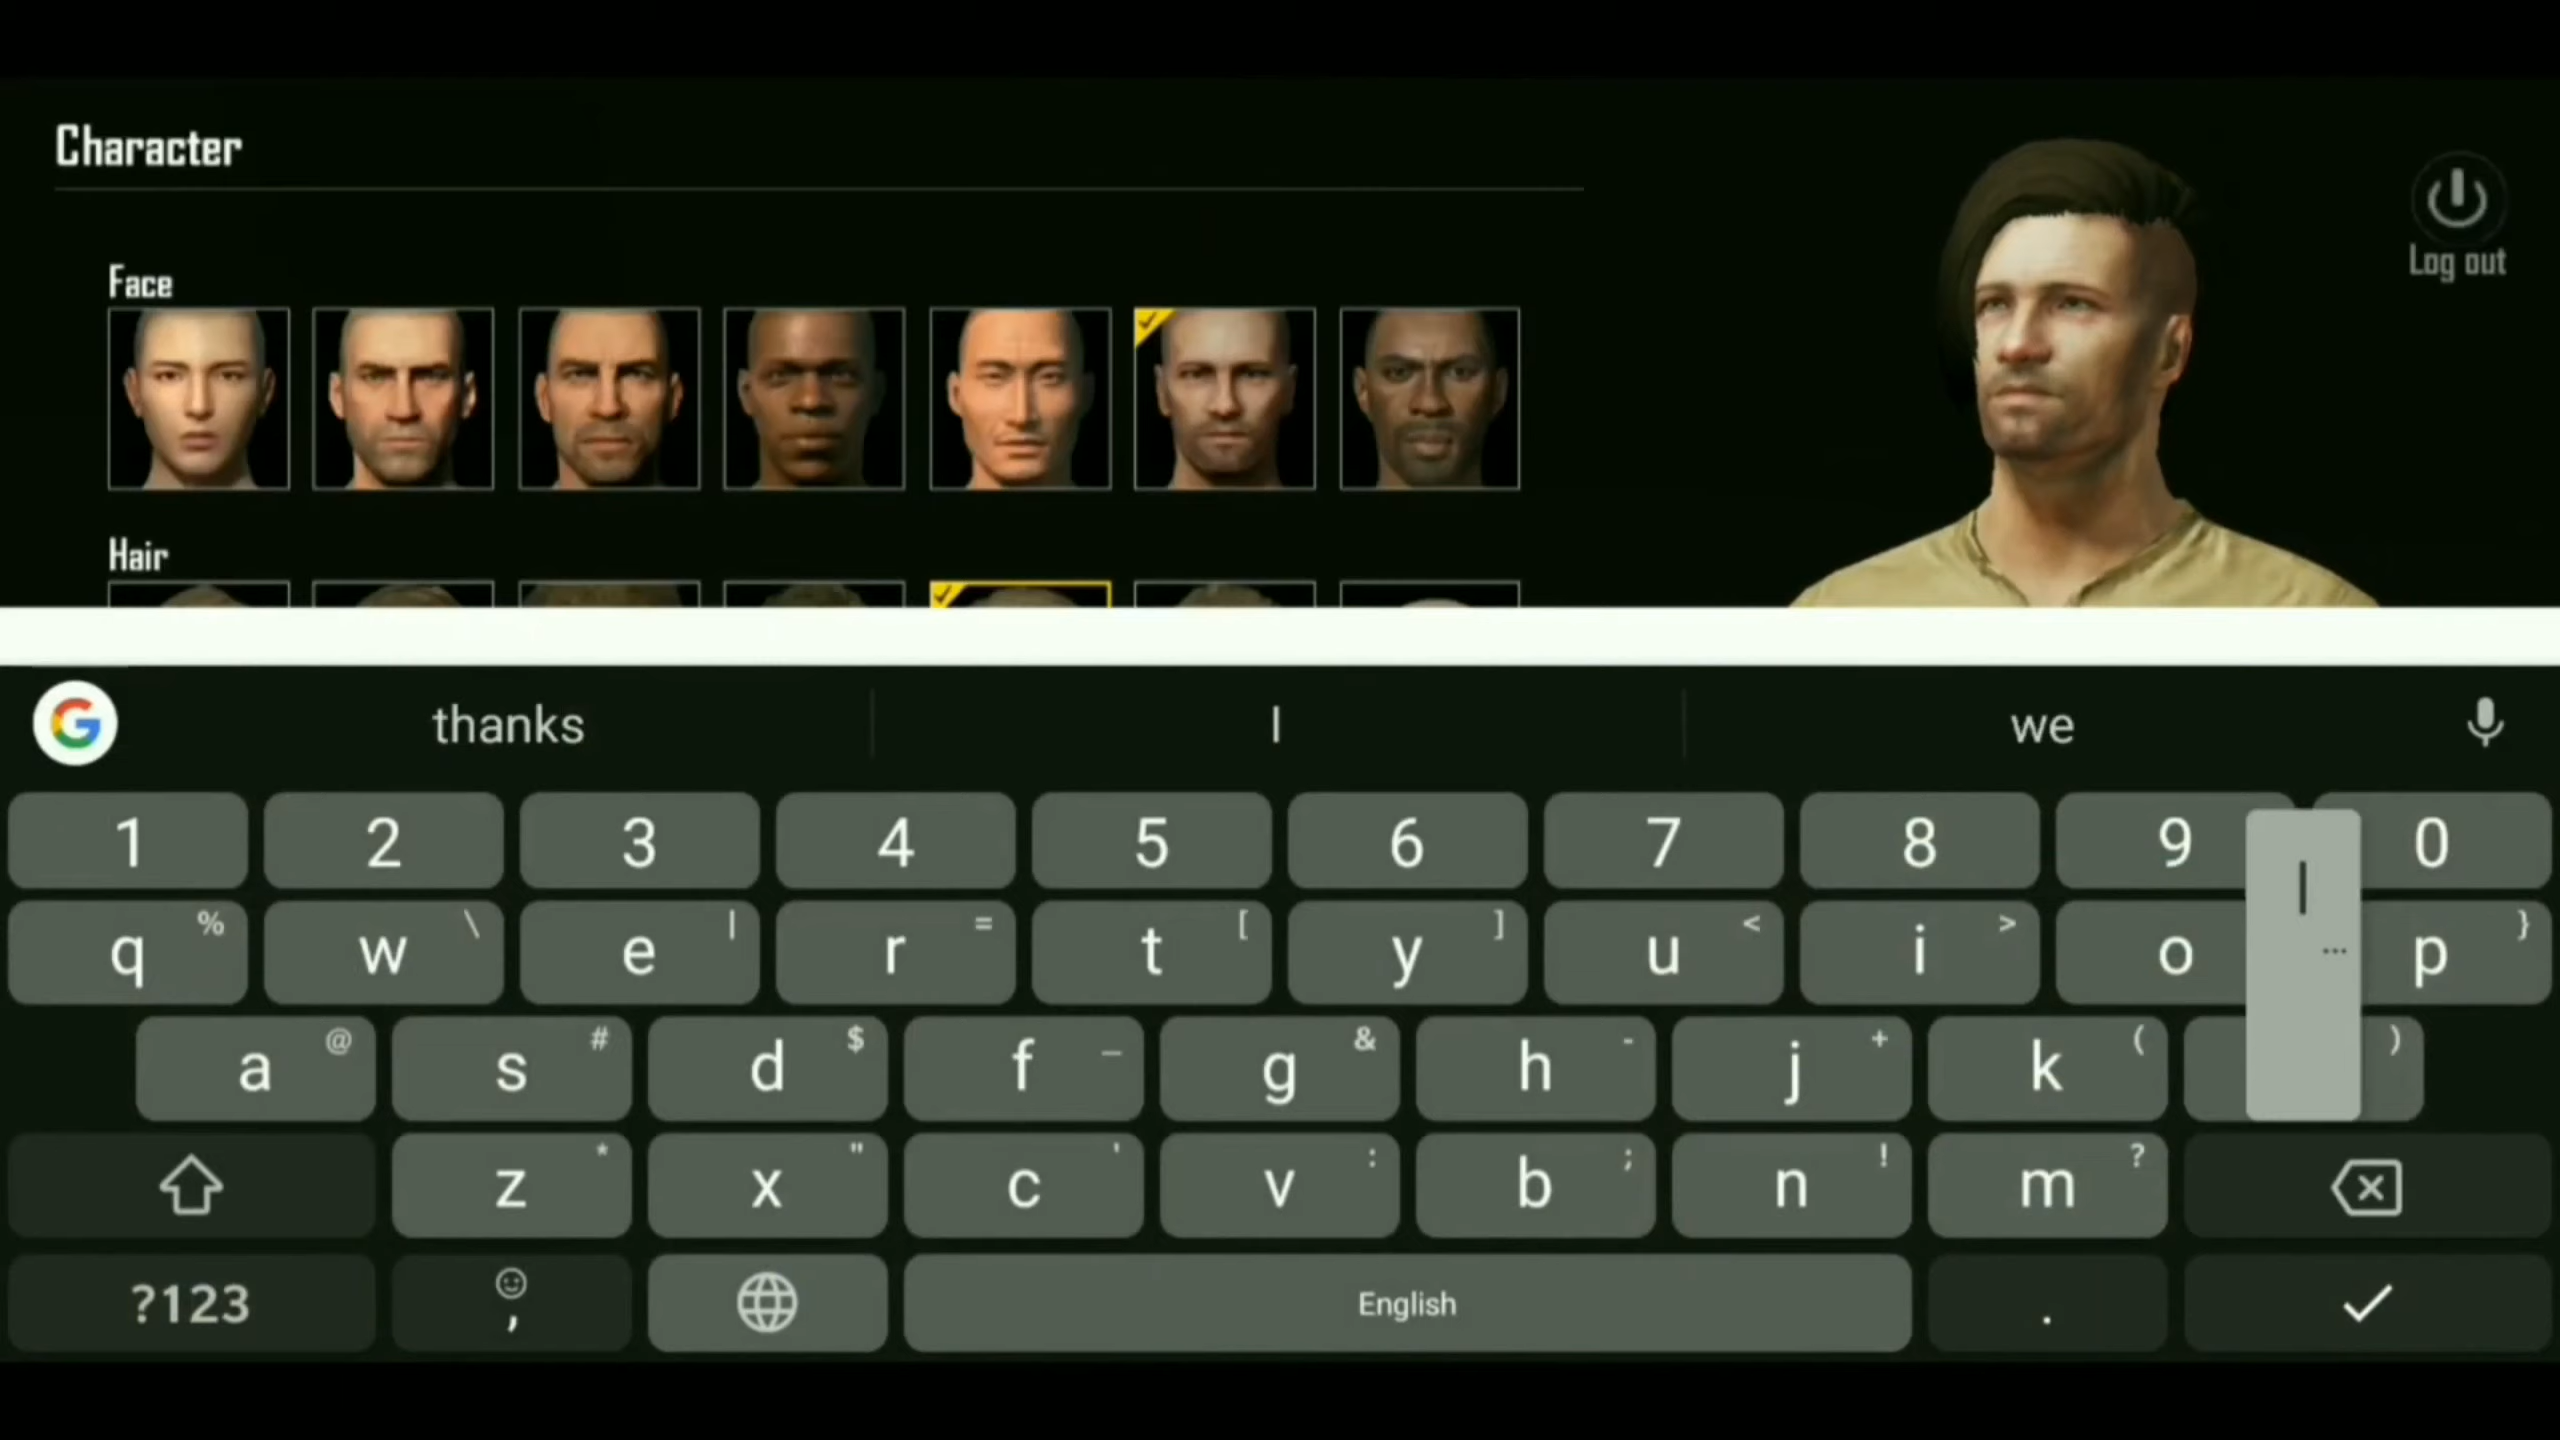 Character
Log out
Face
Hair
G thanks I we
1 2 3 4 5 6 7 8 9 0
q % w \ e | r = t [ y ] u < i > o p }
a @ s # d $ f _ g & h - j + k ( l )
z * x " c ' v : b ; n ! m ?
?123 , English .